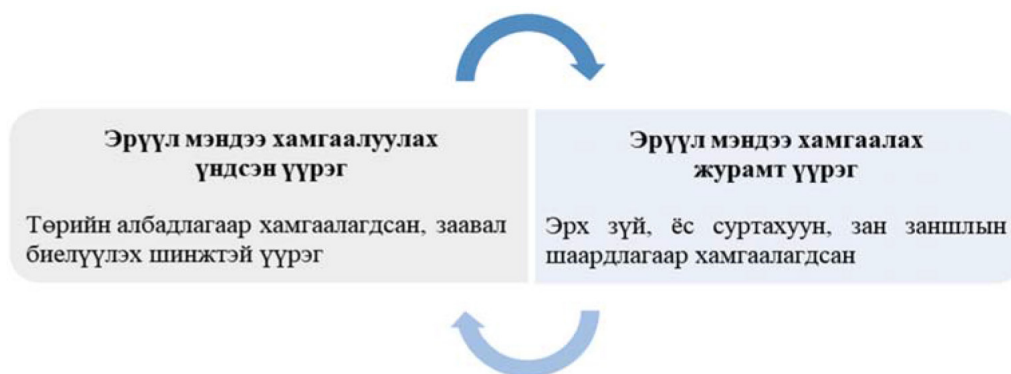 Эрүүл мэндээ хамгаалуулах
үндсэн үүрэг
Төрийн албадлагаар хамгаалагдсан, заавал
биелүүлэх шинжтэй үүрэг
Эрүүл мэндээ хамгаалах
журамт үүрэг
Эрх зүй, ёс суртахуун, зан заншлын
шаардлагаар хамгаалагдсан